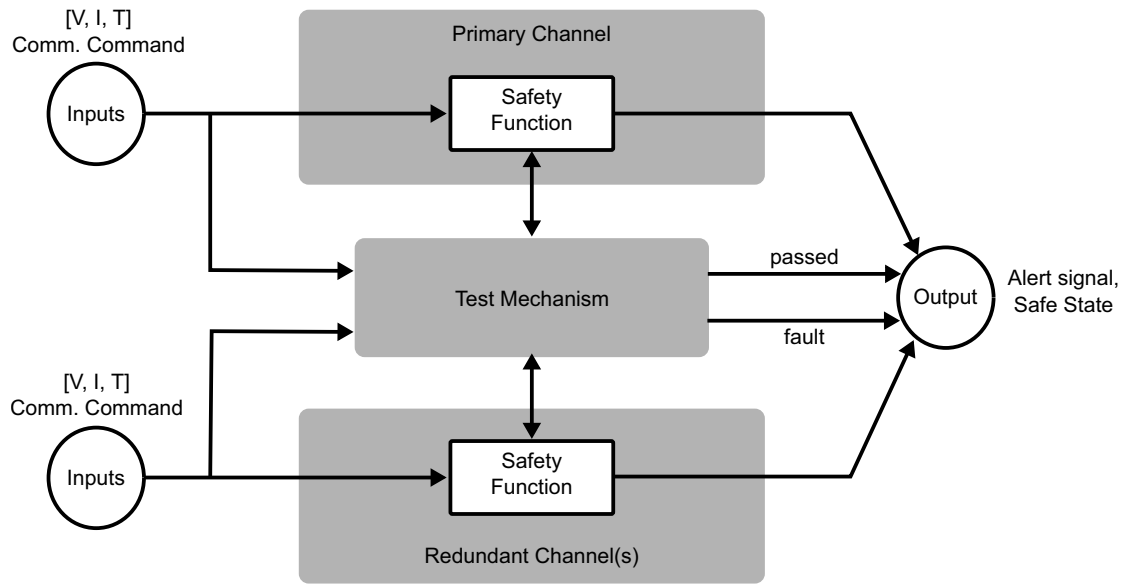 [V, I, T]
Comm. Command
Inputs
Primary Channel
Safety
Function
Test Mechanism
passed
fault
Output
Alert signal,
Safe State
[V, I, T]
Comm. Command
Inputs
Safety
Function
Redundant Channel(s)